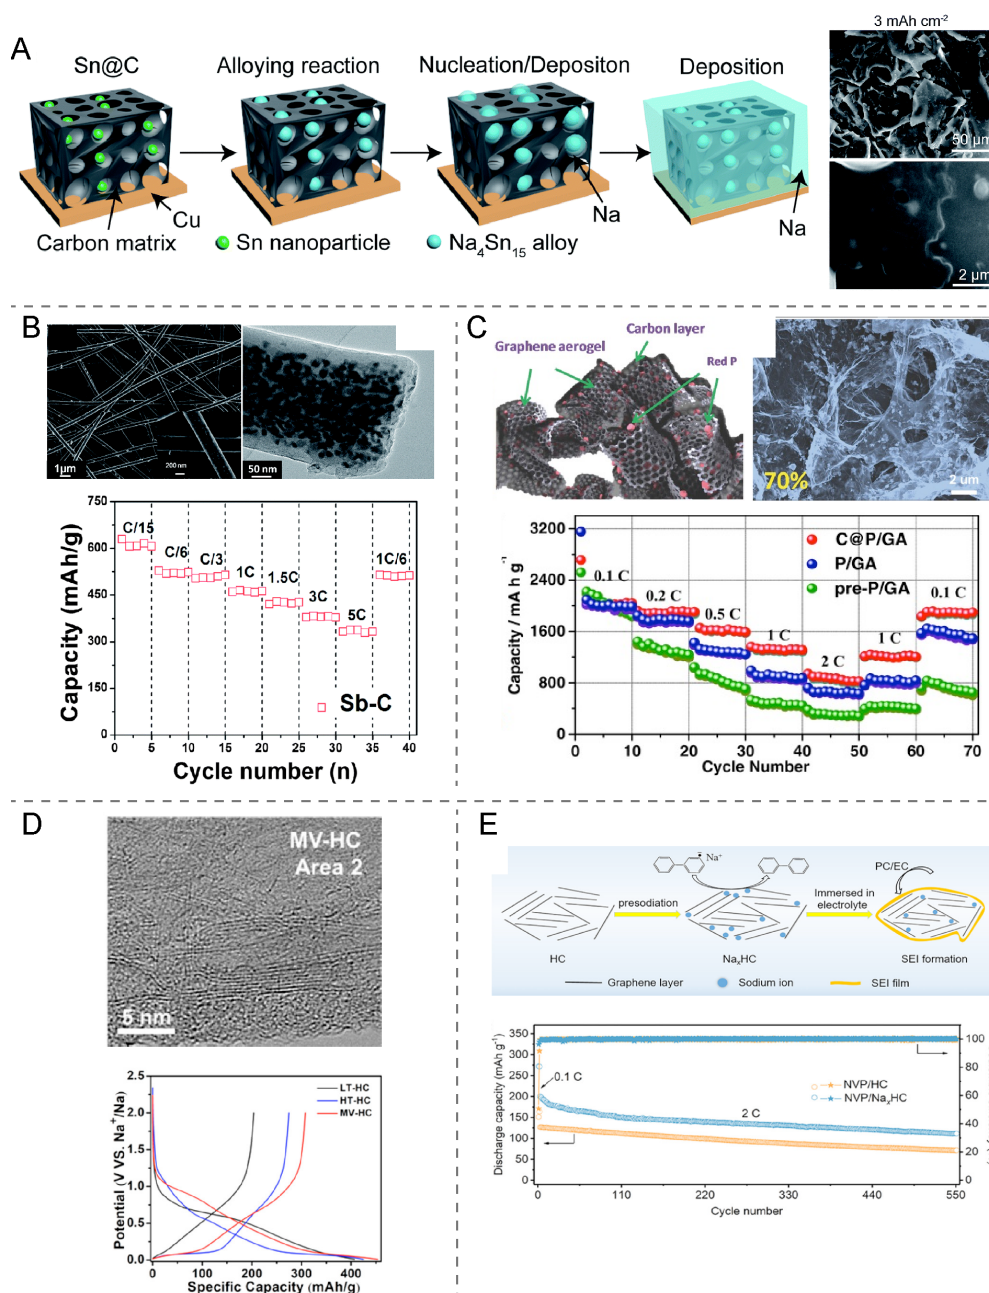 A
Sn@C
Alloying reaction
Nucleation/Depositon
Deposition
3 mAh cm-2
50 μm
2 μm
Cu
Carbon matrix
Na
Na
Sn nanoparticle
Na4Sn15 alloy
B
1μm
200 nm
50 nm
Capacity (mAh/g)
750
600
450
300
150
0
C/15
C/6
C/3
1C
1.5C
3C
5C
1C/6
Sb-C
0 5 10 15 20 25 30 35 40
Cycle number (n)
C
Carbon layer
Graphene aerogel
Red P
70%
2 um
Capacity / mA h g-1
3200
2400
1600
800
0
0.1 C
0.2 C
0.5 C
1 C
2 C
1 C
0.1 C
C@P/GA
P/GA
pre-P/GA
0 10 20 30 40 50 60 70
Cycle Number
D
MV-HC
Area 2
5 nm
Potential (V VS. Na+/Na)
2.5
2.0
1.5
1.0
0.5
0.0
LT-HC
HT-HC
MV-HC
0 100 200 300 400
Specific Capacity (mAh/g)
E
Na+
PC/EC
presodiation
Immersed in
electrolyte
HC
NaxHC
SEI formation
Graphene layer
Sodium ion
SEI film
Discharge capacity (mAh g-1)
350
300
250
200
150
100
50
0
100
80
60
40
20
0
0.1 C
2 C
NVP/HC
NVP/NaxHC
0 110 220 330 440 550
Cycle number